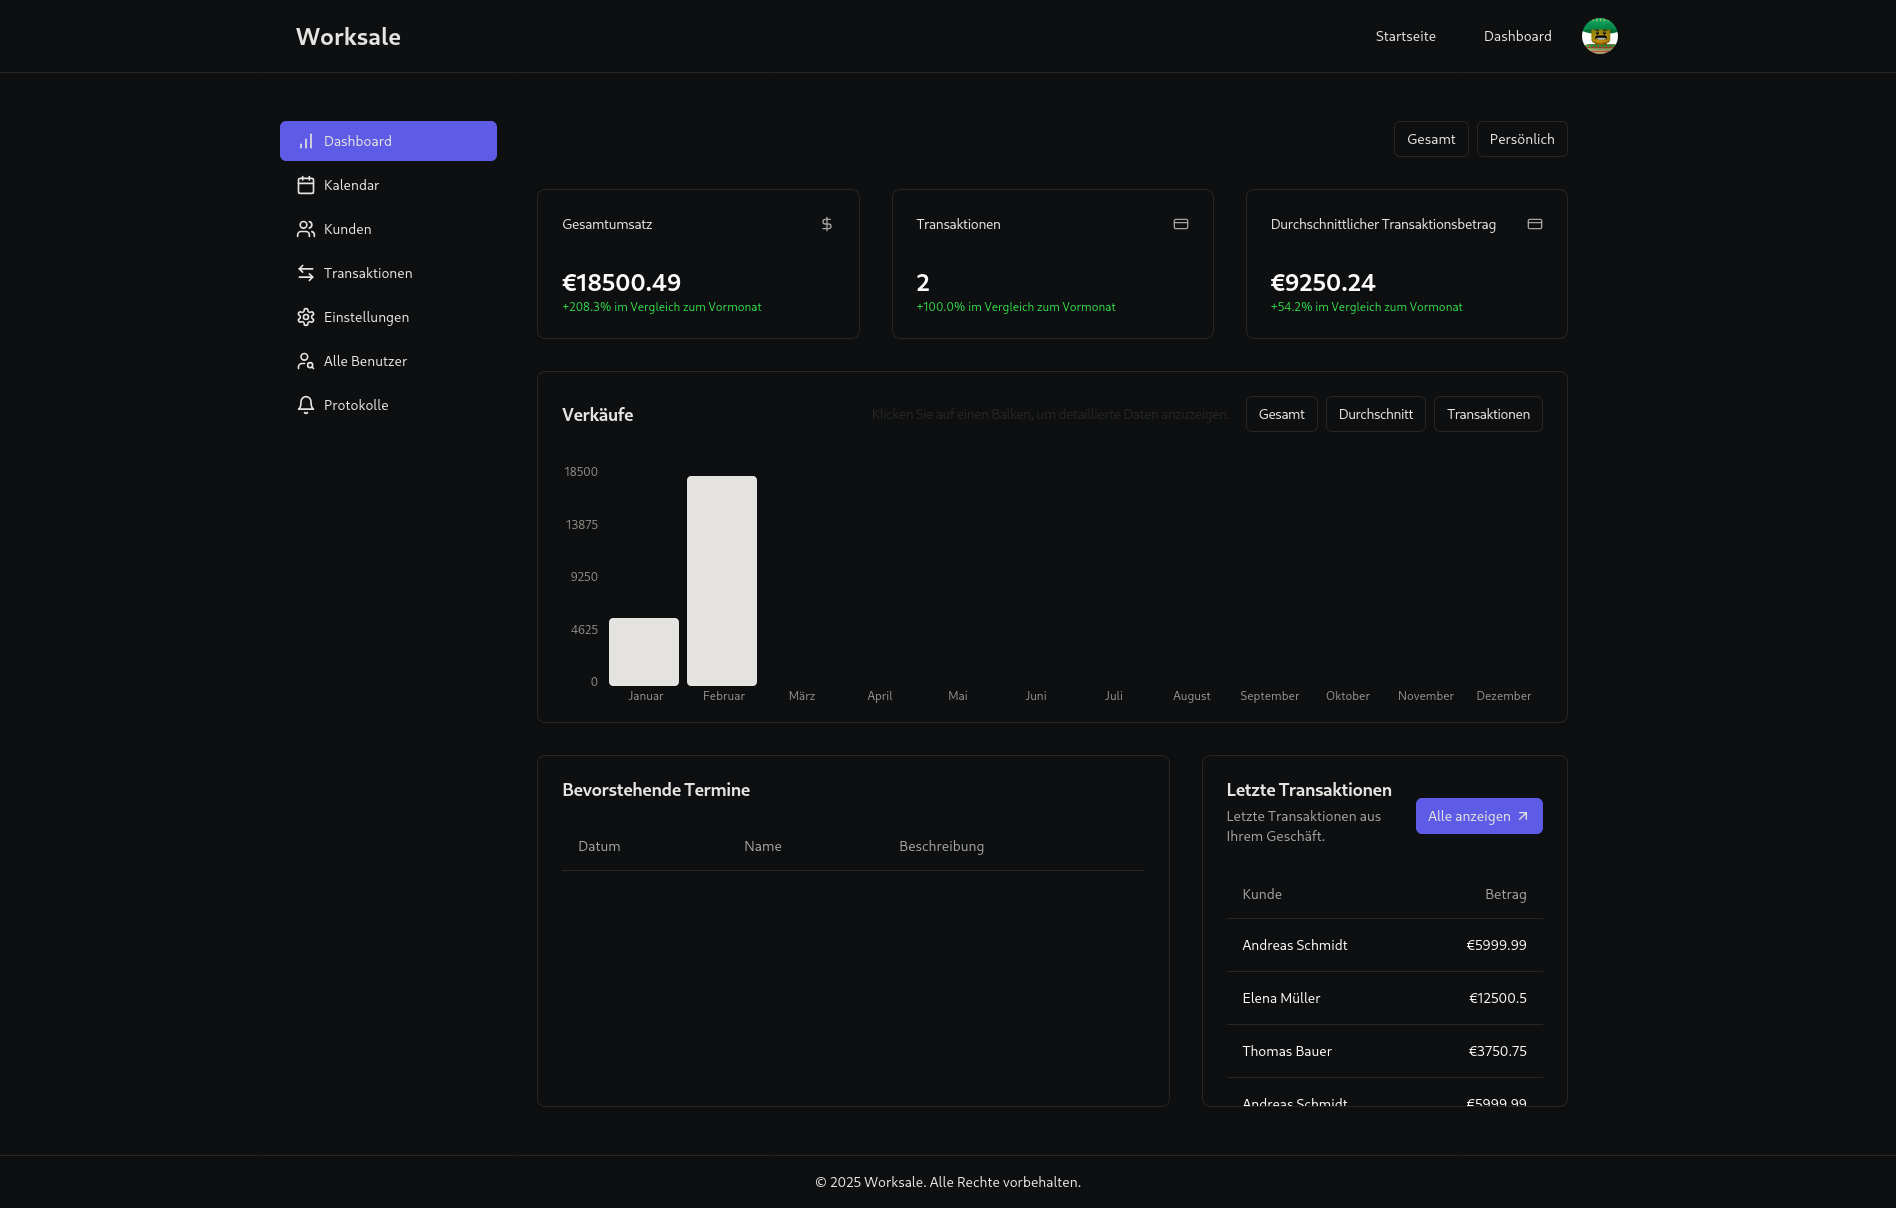 Worksale
Startseite
Dashboard
Dashboard
Kalendar
Kunden
Transaktionen
Einstellungen
Alle Benutzer
Protokolle
Gesamt
Persönlich
Gesamtumsatz
€18500.49
+208.3% im Vergleich zum Vormonat
Transaktionen
2
+100.0% im Vergleich zum Vormonat
Durchschnittlicher Transaktionsbetrag
€9250.24
+54.2% im Vergleich zum Vormonat
Verkäufe
Klicken Sie auf einen Balken, um detaillierte Daten anzuzeigen.
Gesamt
Durchschnitt
Transaktionen
18500
13875
9250
4625
0
Januar
Februar
März
April
Mai
Juni
Juli
August
September
Oktober
November
Dezember
Bevorstehende Termine
Datum
Name
Beschreibung
Letzte Transaktionen
Letzte Transaktionen aus
Ihrem Geschäft.
Alle anzeigen
Kunde
Betrag
Andreas Schmidt
€5999.99
Elena Müller
€12500.5
Thomas Bauer
€3750.75
Andreas Schmidt
€5999.99
© 2025 Worksale. Alle Rechte vorbehalten.